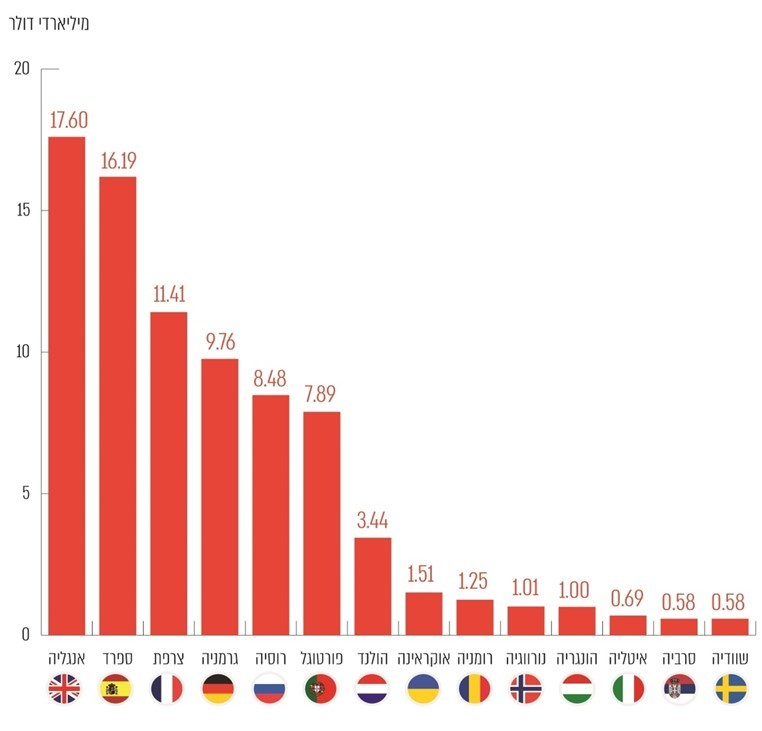 מיליארדי דולר
20
15
10
5
0
17.60
16.19
11.41
9.76
8.48
7.89
3.44
1.51
1.25
1.01
1.00
0.69
0.58
0.58
אנגליה
ספרד
צרפת
גרמניה
רוסיה
פורטוגל
הולנד
אוקראינה
רומניה
נורווגיה
הונגריה
איטליה
סרביה
שוודיה